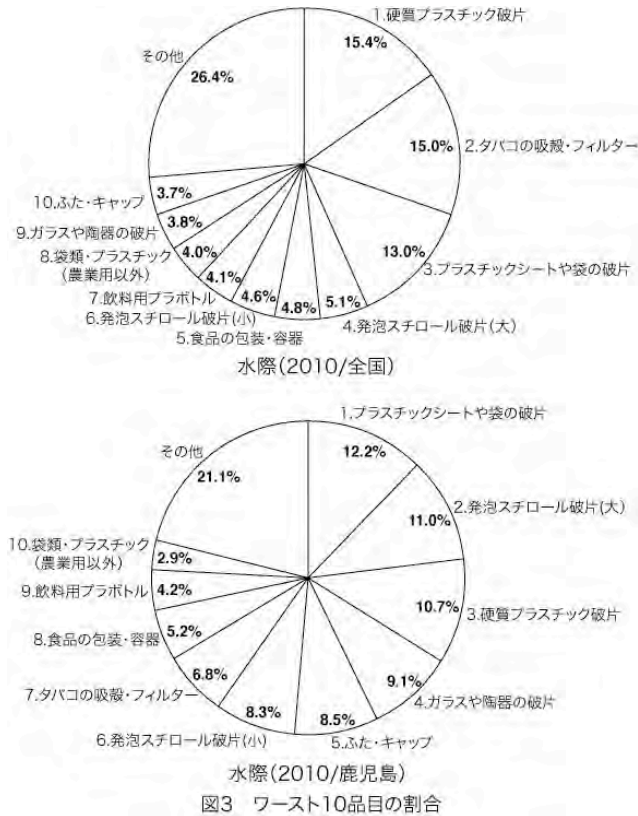 1.硬質プラスチック破片
15.4%
その他
26.4%
15.0%
2.タバコの吸殻・フィルター
13.0%
3.プラスチックシートや袋の破片
5.1%
4.発泡スチロール破片(大)
4.8%
5.食品の包装・容器
4.6%
6.発泡スチロール破片(小)
4.1%
7.飲料用プラボトル
4.0%
8.袋類・プラスチック
(農業用以外)
3.8%
9.ガラスや陶器の破片
3.7%
10.ふた・キャップ
水際(2010/全国)
1.プラスチックシートや袋の破片
12.2%
その他
21.1%
2.発泡スチロール破片(大)
11.0%
10.7%
3.硬質プラスチック破片
9.1%
4.ガラスや陶器の破片
8.5%
5.ふた・キャップ
8.3%
6.発泡スチロール破片(小)
6.8%
7.タバコの吸殻・フィルター
5.2%
8.食品の包装・容器
4.2%
9.飲料用プラボトル
2.9%
10.袋類・プラスチック
(農業用以外)
水際(2010/鹿児島)
図3 ワースト10品目の割合